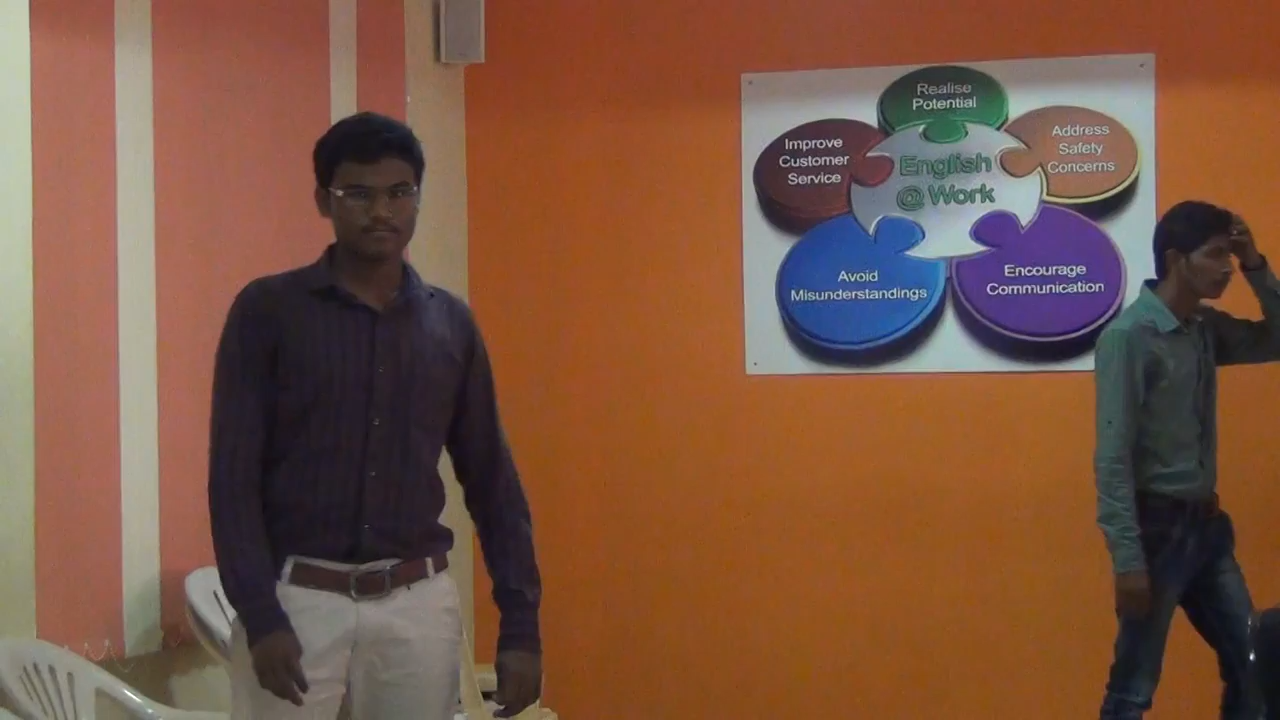 Realise
Potential
Improve
Customer
Service
Address
Safety
Concerns
English
@ Work
Avoid
Misunderstandings
Encourage
Communication